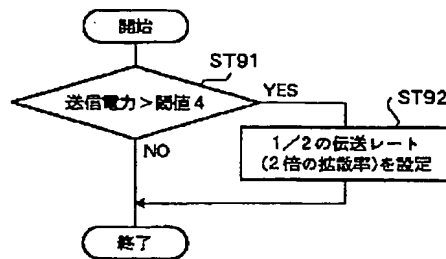 開始
ST91
送信電力＞閾値４
YES
ST92
NO
１／２の伝送レート
（２倍の拡散率）を設定
終了